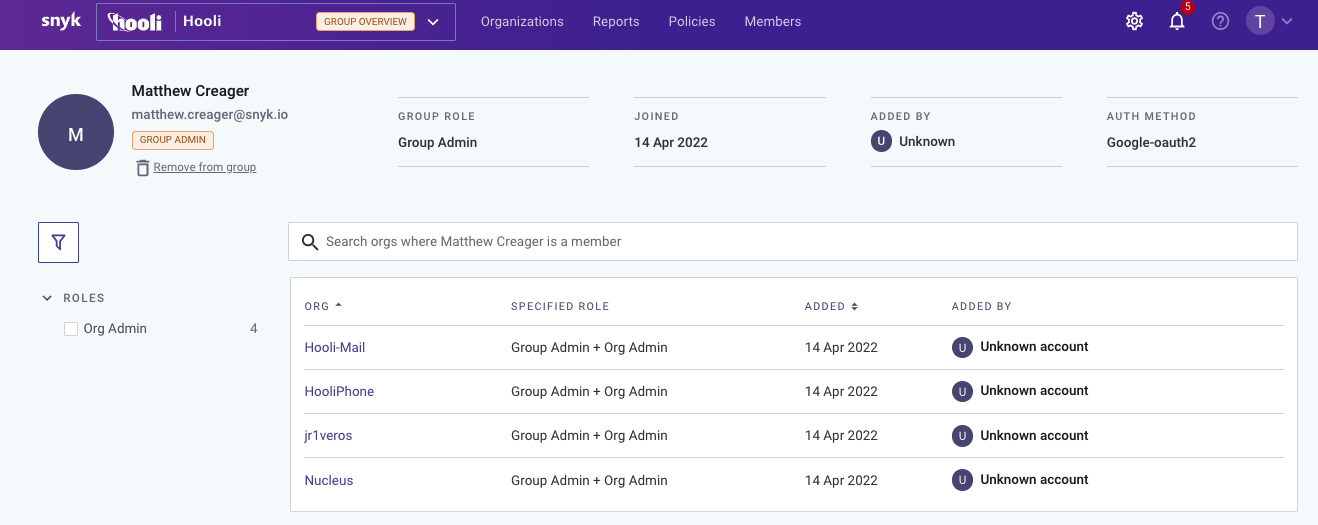 snyk hooli Hooli GROUP OVERVIEW Organizations Reports Policies Members 5 T
Matthew Creager
matthew.creager@snyk.io
M
GROUP ADMIN
Remove from group
GROUP ROLE JOINED ADDED BY AUTH METHOD
Group Admin 14 Apr 2022 U Unknown Google-oauth2
Search orgs where Matthew Creager is a member
ROLES
Org Admin 4
ORG SPECIFIED ROLE ADDED ADDED BY
Hooli-Mail Group Admin + Org Admin 14 Apr 2022 U Unknown account
HooliPhone Group Admin + Org Admin 14 Apr 2022 U Unknown account
jr1veros Group Admin + Org Admin 14 Apr 2022 U Unknown account
Nucleus Group Admin + Org Admin 14 Apr 2022 U Unknown account